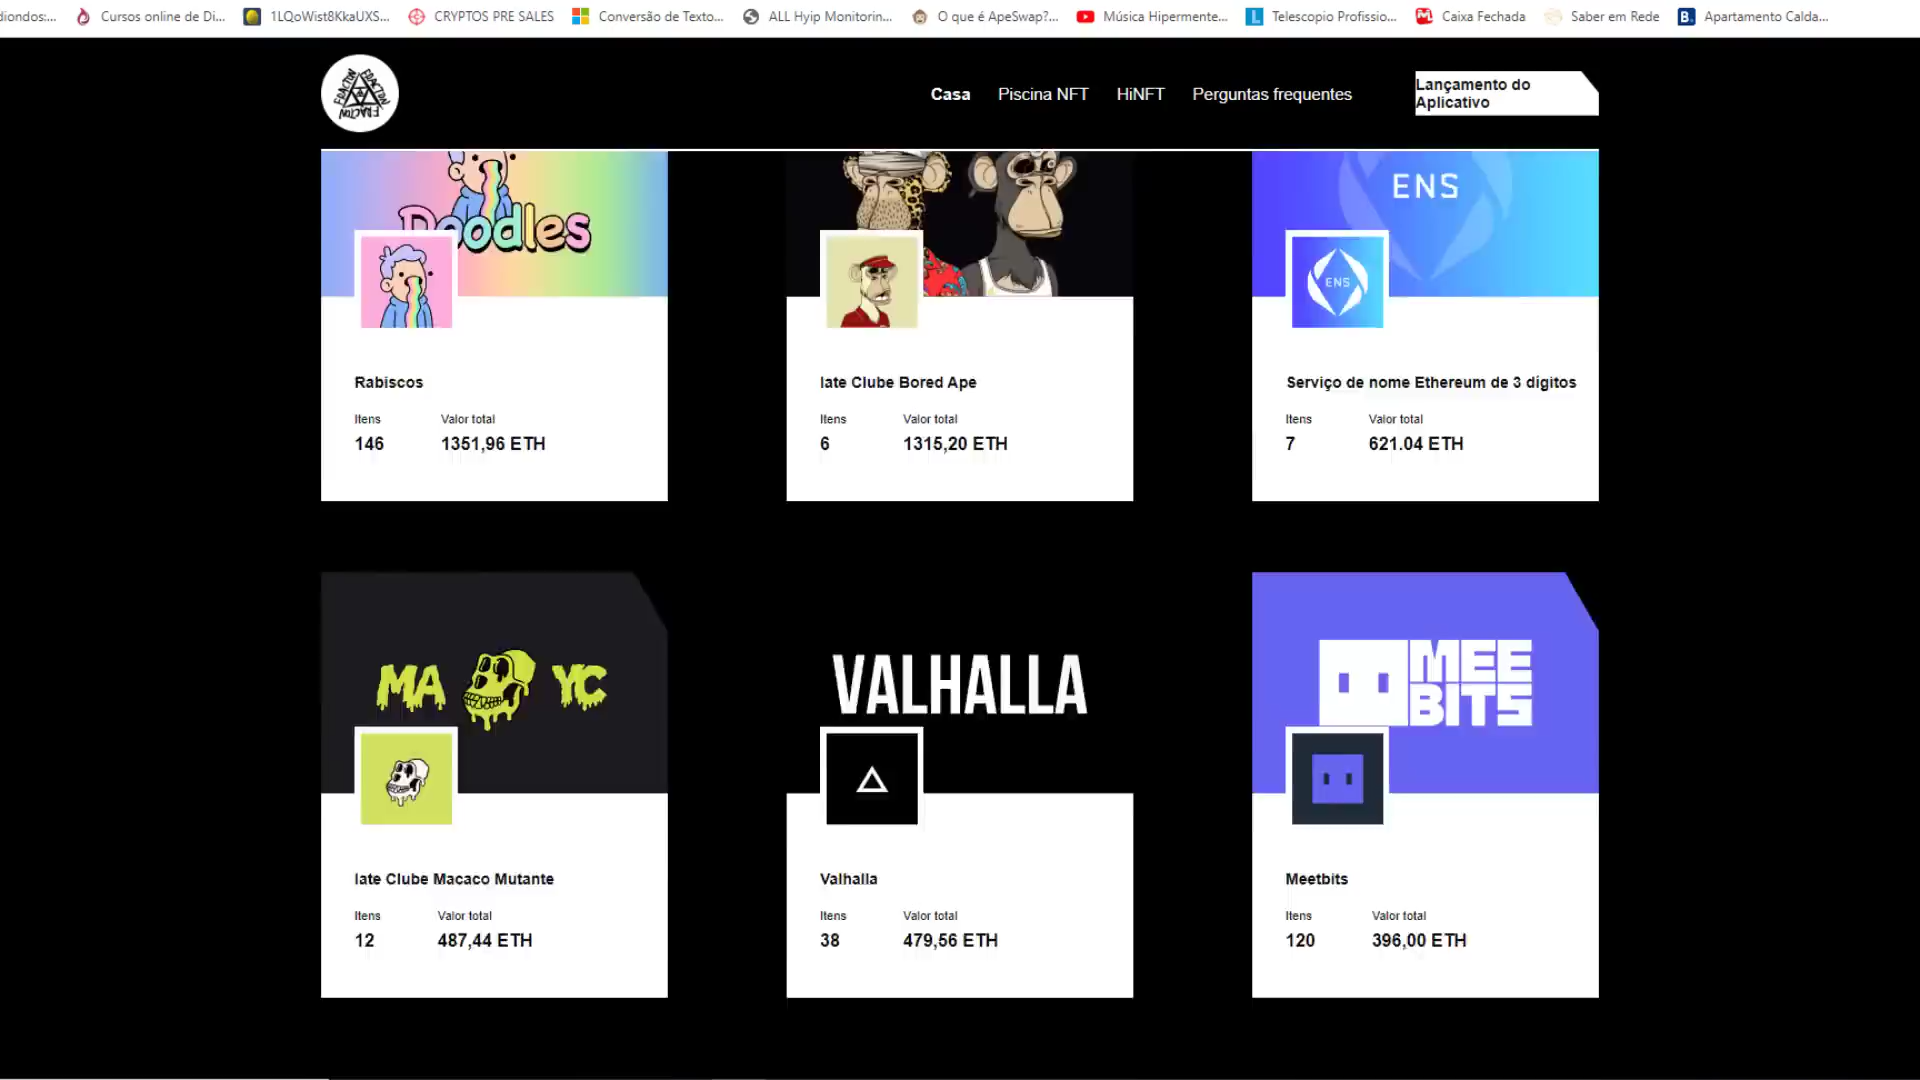 diondos:...
Cursos online de Di...
1LQoWist8KkaUXS...
CRYPTOS PRE SALES
Conversão de Texto...
ALL Hyip Monitorin...
O que é ApeSwap?...
Música Hipermente...
Telescopio Profissio...
Caixa Fechada
Saber em Rede
Apartamento Calda...
FRACTON FRACTON FRACTON
Casa
Piscina NFT
HiNFT
Perguntas frequentes
Lançamento do
Aplicativo
Doodles
ENS
ENS
Rabiscos
Itens
Valor total
146
1351,96 ETH
Iate Clube Bored Ape
Itens
Valor total
6
1315,20 ETH
Serviço de nome Ethereum de 3 dígitos
Itens
Valor total
7
621.04 ETH
MA YC
VALHALLA
MEE
BITS
Iate Clube Macaco Mutante
Itens
Valor total
12
487,44 ETH
Valhalla
Itens
Valor total
38
479,56 ETH
Meetbits
Itens
Valor total
120
396,00 ETH